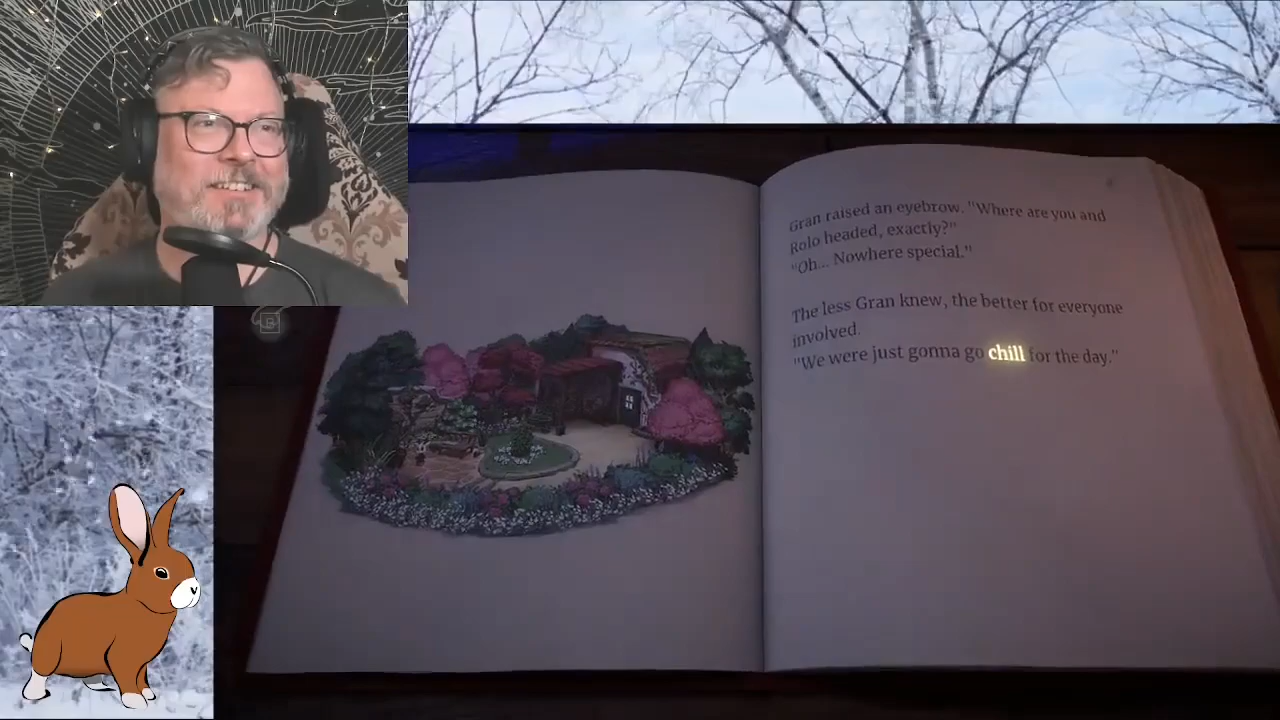 Gran raised an eyebrow. "Where are you and
Rolo headed, exactly?"
"Oh... Nowhere special."
The less Gran knew, the better for everyone
involved.
"We were just gonna go chill for the day."
B